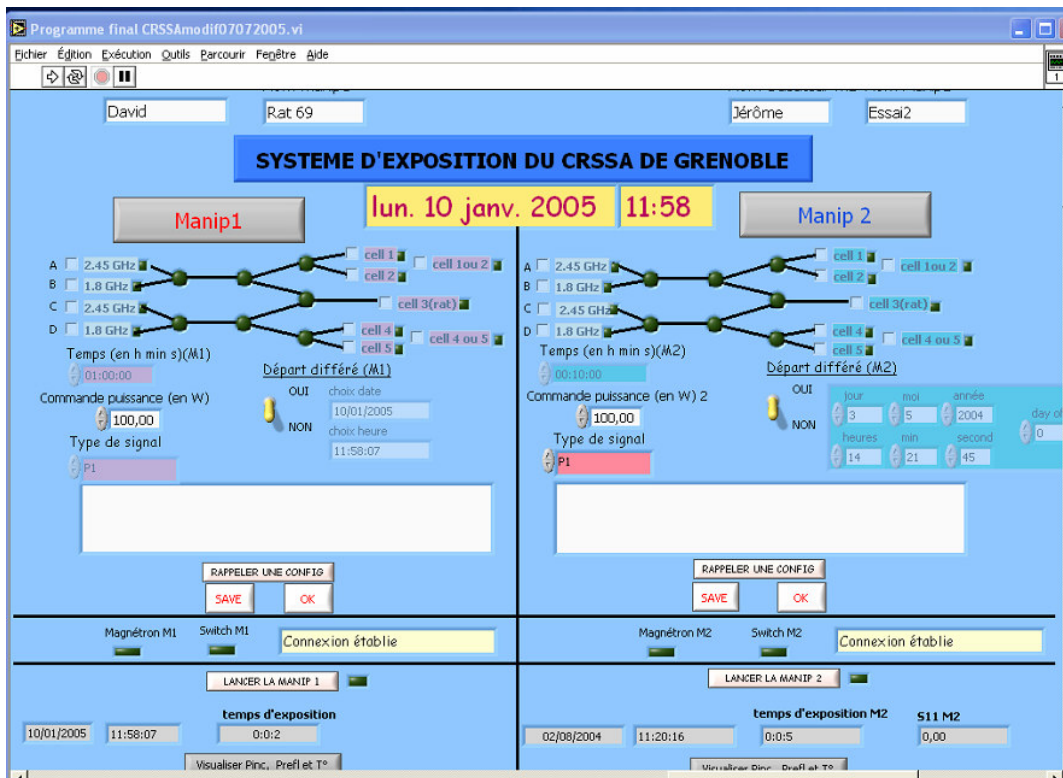 Programme final CRSSAmodif07072005.vi
Fichier Édition Exécution Outils Parcourir Fenêtre Aide
1
David Rat 69 Jérôme Essai2
SYSTEME D'EXPOSITION DU CRSSA DE GRENOBLE
lun. 10 janv. 2005 11:58
Manip1
Manip 2
A 2.45 GHz
B 1.8 GHz
C 2.45 GHz
D 1.8 GHz
cell 1
cell 2
cell 1ou 2
cell 3(rat)
cell 4
cell 5
cell 4 ou 5
Temps (en h min s)(M1)
01:00:00
Commande puissance (en W)
100,00
Type de signal
P1
Départ différé (M1)
OUI
NON
choix date
10/01/2005
choix heure
11:58:07
RAPPELER UNE CONFIG
SAVE OK
A 2.45 GHz
B 1.8 GHz
C 2.45 GHz
D 1.8 GHz
cell 1
cell 2
cell 1ou 2
cell 3(rat)
cell 4
cell 5
cell 4 ou 5
Temps (en h min s)(M2)
00:10:00
Commande puissance (en W) 2
100,00
Type de signal
P1
Départ différé (M2)
OUI
NON
jour moi année
3 5 2004
heures min second
14 21 45
day of
0
RAPPELER UNE CONFIG
SAVE OK
Magnétron M1 Switch M1 Connexion établie
Magnétron M2 Switch M2 Connexion établie
LANCER LA MANIP 1
temps d'exposition
10/01/2005 11:58:07 0:0:2
Visualiser Pinc, Prefl et T°
LANCER LA MANIP 2
temps d'exposition M2 S11 M2
02/08/2004 11:20:16 0:0:5 0,00
Visualiser Pinc, Prefl et T°